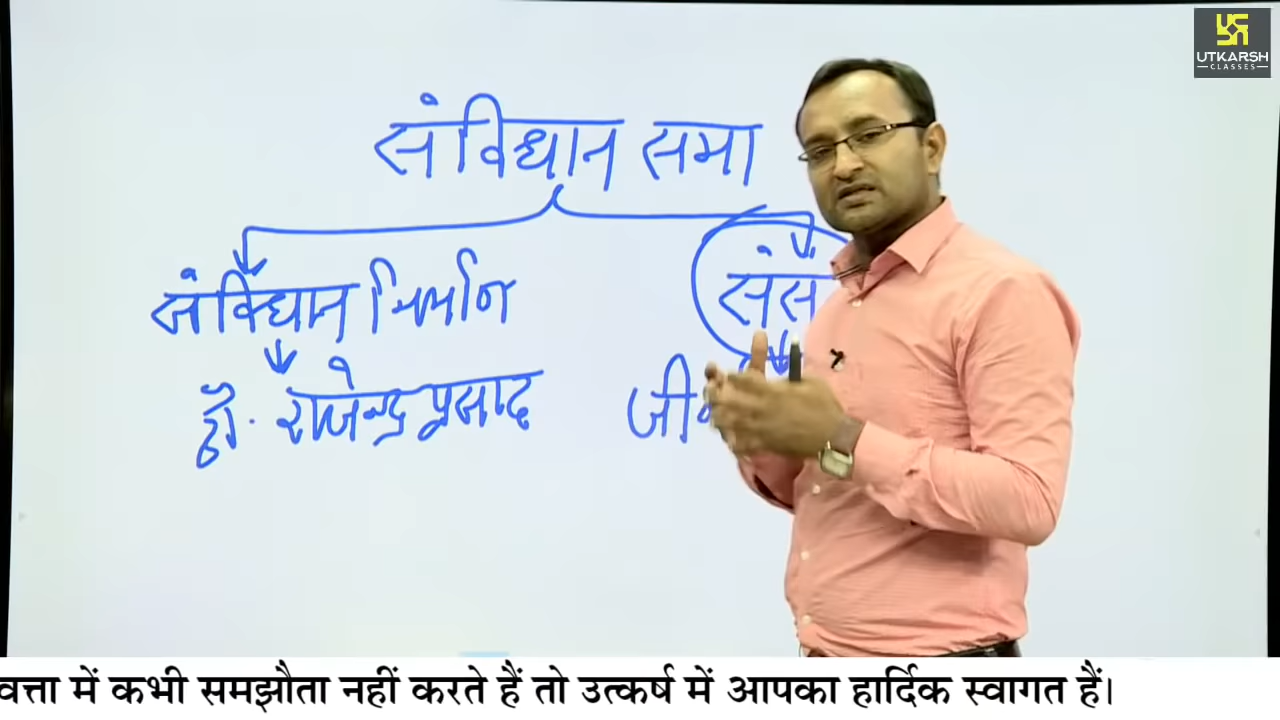 UTKARSH
CLASSES
संविधान सभा
संविधान निर्माण
संस
डॉ. राजेन्द्र प्रसाद
जी
वत्ता में कभी समझौता नहीं करते हैं तो उत्कर्ष में आपका हार्दिक स्वागत हैं।